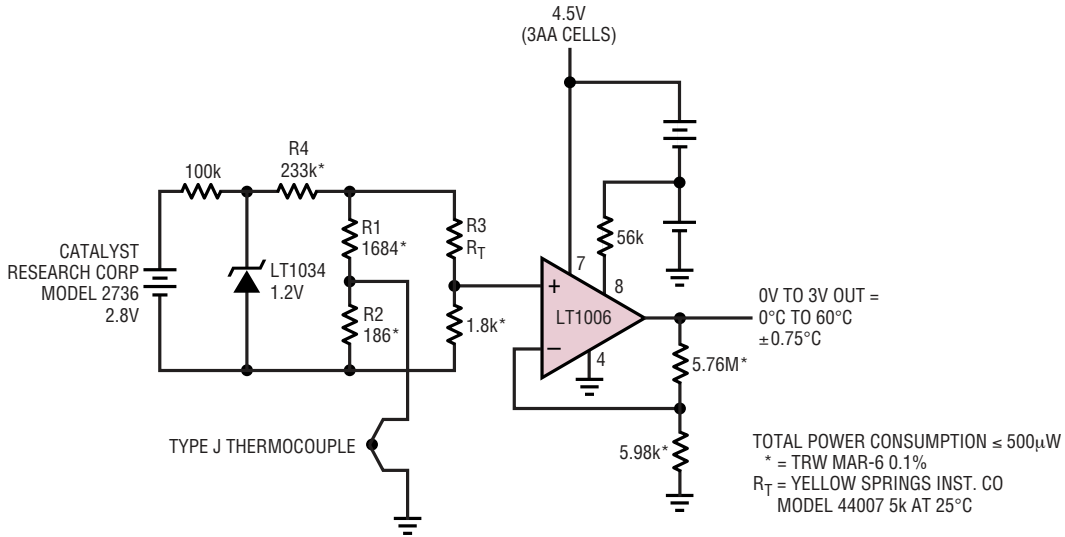 4.5V
(3AA CELLS)
R4
233k*
100k
R1
1684*
R3
RT
CATALYST
RESEARCH CORP
MODEL 2736
2.8V
LT1034
1.2V
R2
186*
1.8k*
56k
7
8
+
LT1006
–
4
0V TO 3V OUT =
0°C TO 60°C
±0.75°C
5.76M*
TYPE J THERMOCOUPLE
5.98k*
TOTAL POWER CONSUMPTION ≤ 500μW
* = TRW MAR-6 0.1%
RT = YELLOW SPRINGS INST. CO
MODEL 44007 5k AT 25°C